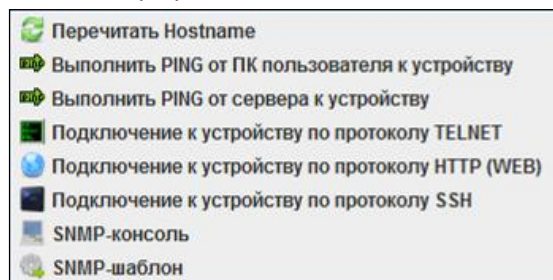 Перечитать Hostname
Выполнить PING от ПК пользователя к устройству
Выполнить PING от сервера к устройству
Подключение к устройству по протоколу TELNET
Подключение к устройству по протоколу HTTP (WEB)
Подключение к устройству по протоколу SSH
SNMP-консоль
SNMP-шаблон